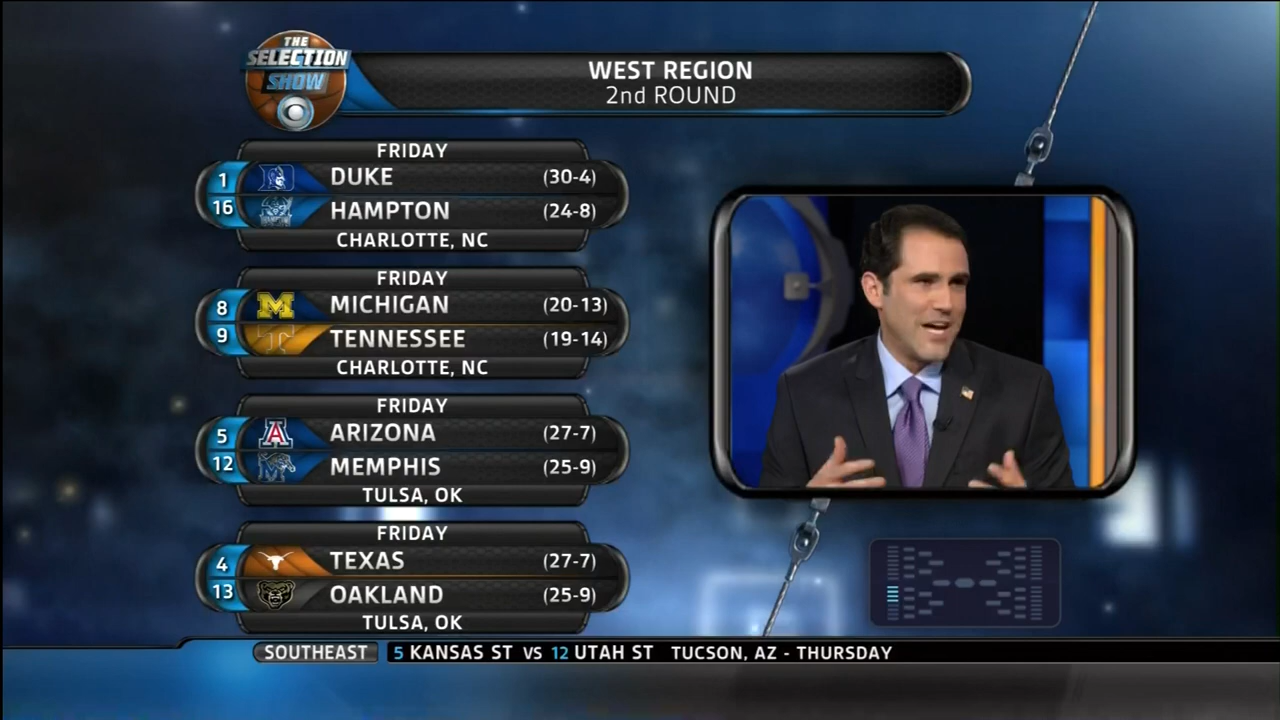 THE
SELECTION
SHOW
WEST REGION
2nd ROUND
FRIDAY
1 DUKE (30-4)
16 HAMPTON (24-8)
CHARLOTTE, NC
FRIDAY
8 M MICHIGAN (20-13)
9 T TENNESSEE (19-14)
CHARLOTTE, NC
FRIDAY
5 A ARIZONA (27-7)
12 M MEMPHIS (25-9)
TULSA, OK
FRIDAY
4 TEXAS (27-7)
13 OAKLAND (25-9)
TULSA, OK
SOUTHEAST 5 KANSAS ST VS 12 UTAH ST TUCSON, AZ - THURSDAY